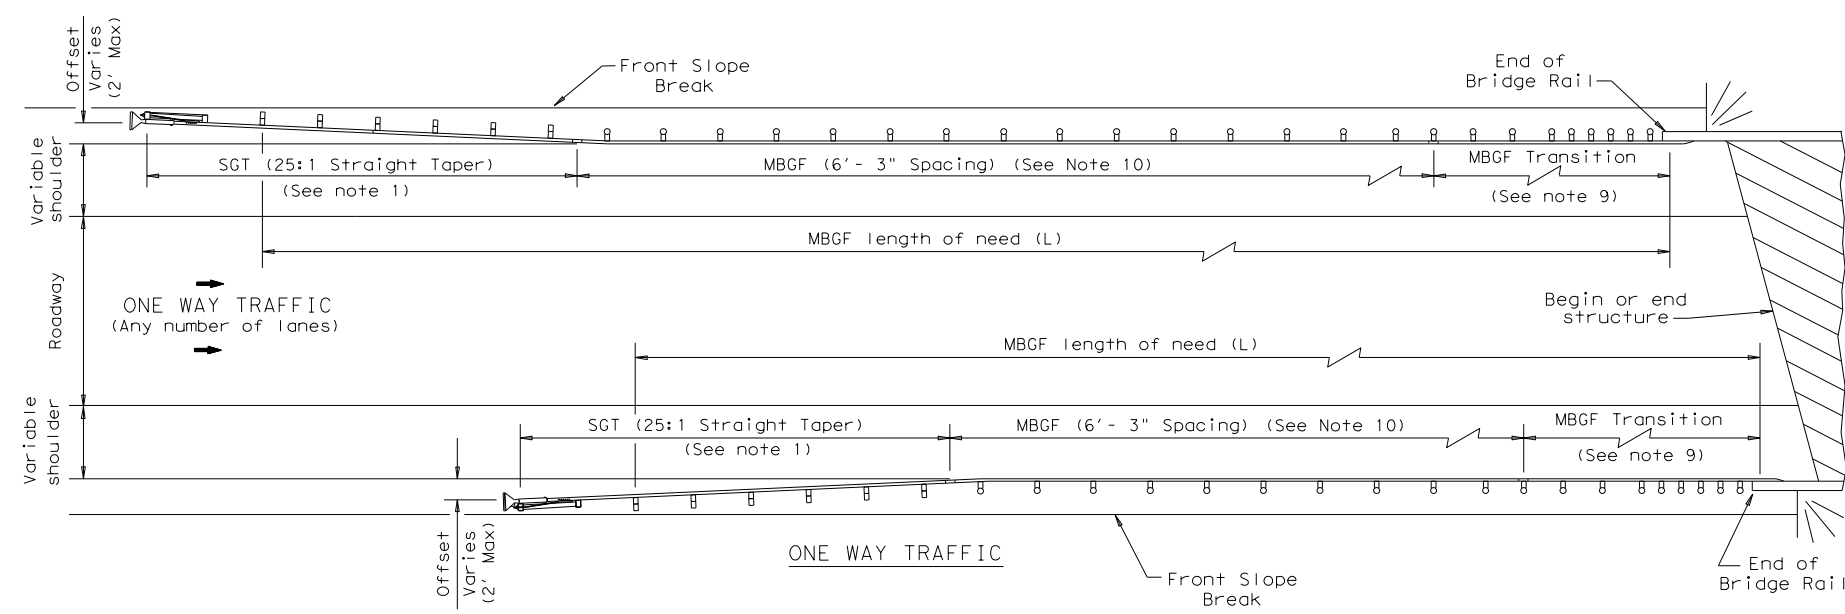 Offset
Varies
(2' Max)
Front Slope
Break
End of
Bridge Rail
Variable
shoulder
SGT (25:1 Straight Taper)
(See note 1)
MBGF (6'- 3" Spacing) (See Note 10)
MBGF Transition
(See note 9)
MBGF length of need (L)
Roadway
ONE WAY TRAFFIC
(Any number of lanes)
Begin or end
structure
MBGF length of need (L)
Variable
shoulder
SGT (25:1 Straight Taper)
(See note 1)
MBGF (6'- 3" Spacing) (See Note 10)
MBGF Transition
(See note 9)
Offset
Varies
(2' Max)
ONE WAY TRAFFIC
Front Slope
Break
End of
Bridge Rail